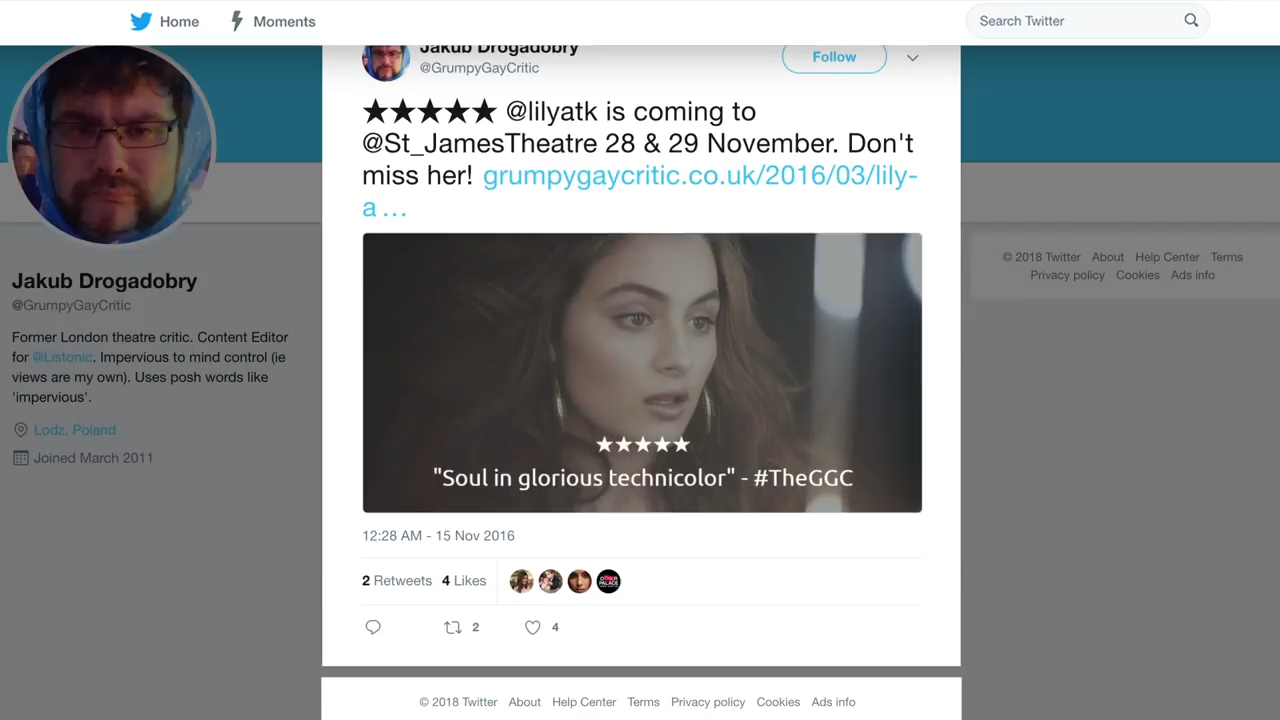 Home
Moments
Search Twitter
Jakub Drogadobry
@GrumpyGayCritic
Follow
★★★★★ @lilyatk is coming to
@St_JamesTheatre 28 & 29 November. Don't
miss her! grumpygaycritic.co.uk/2016/03/lily-
a …
★★★★★
"Soul in glorious technicolor" - #TheGGC
12:28 AM - 15 Nov 2016
2 Retweets 4 Likes
2
4
Jakub Drogadobry
@GrumpyGayCritic
Former London theatre critic. Content Editor
for @Listonic. Impervious to mind control (ie
views are my own). Uses posh words like
'impervious'.
Lodz, Poland
Joined March 2011
© 2018 Twitter About Help Center Terms
Privacy policy Cookies Ads info
© 2018 Twitter About Help Center Terms Privacy policy Cookies Ads info